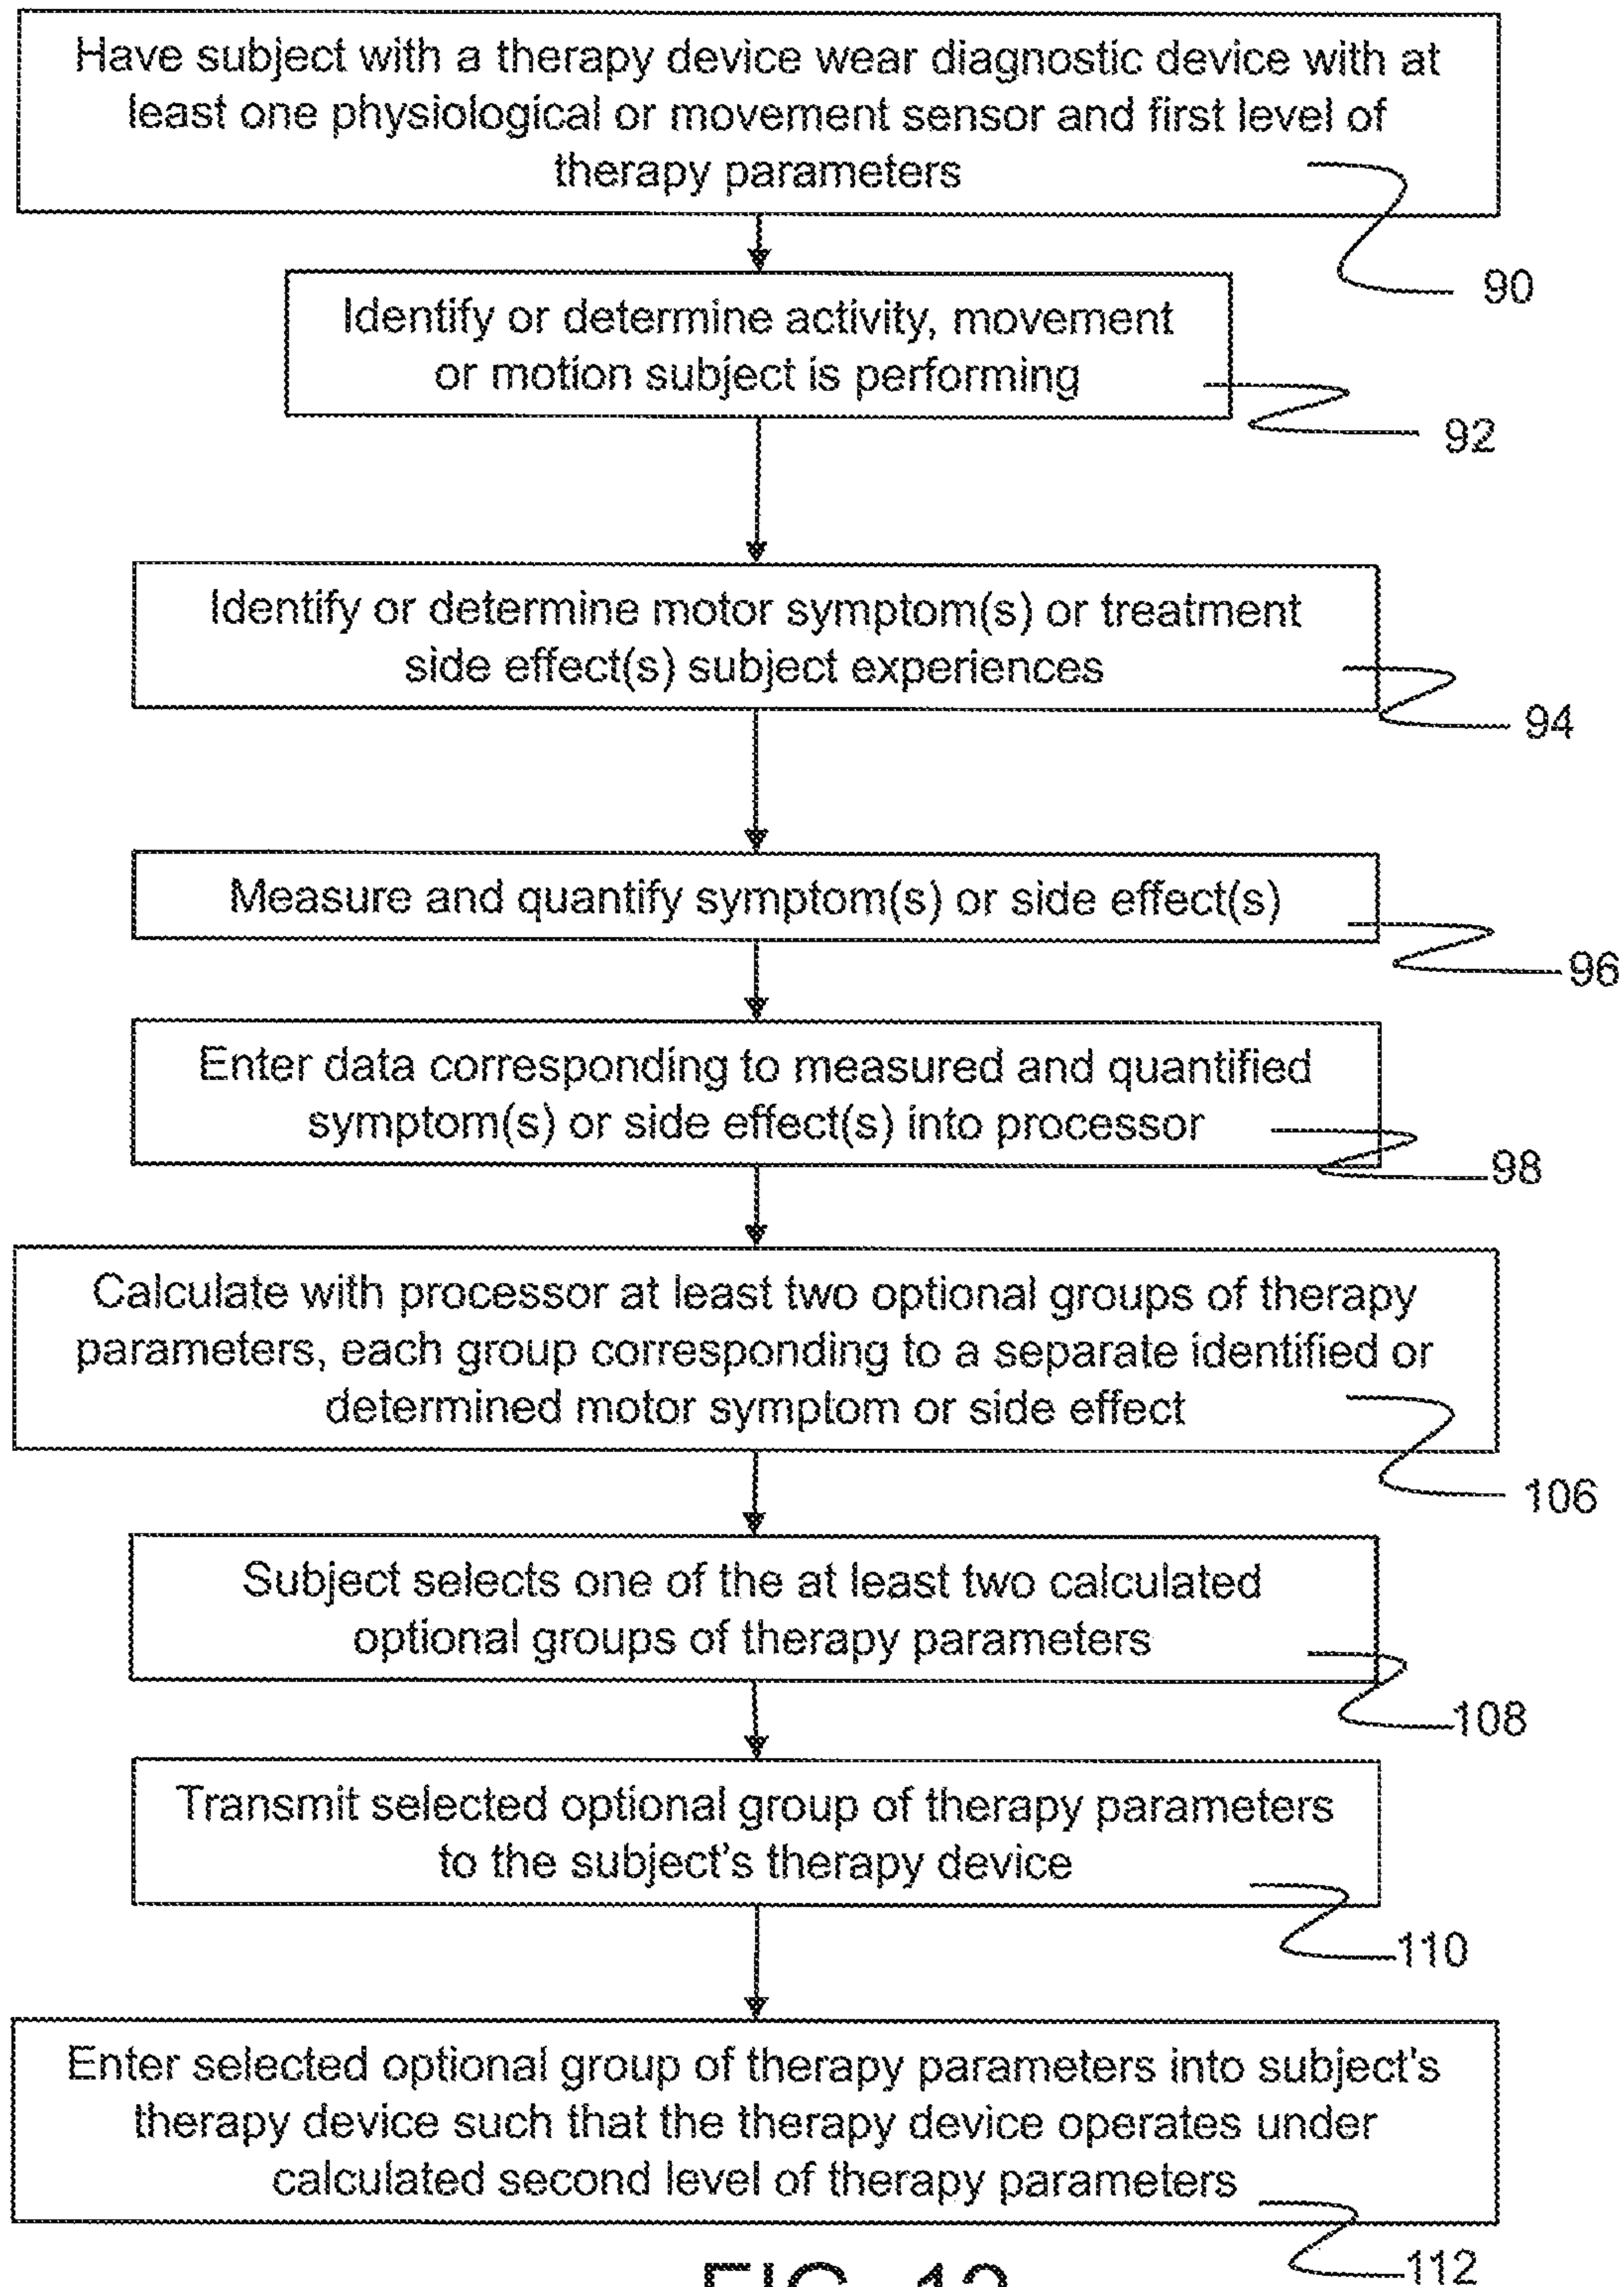 Have subject with a therapy device wear diagnostic device with at
least one physiological or movement sensor and first level of
therapy parameters
90
Identify or determine activity, movement
or motion subject is performing
92
Identify or determine motor symptom(s) or treatment
side effect(s) subject experiences
94
Measure and quantify symptom(s) or side effect(s)
96
Enter data corresponding to measured and quantified
symptom(s) or side effect(s) into processor
98
Calculate with processor at least two optional groups of therapy
parameters, each group corresponding to a separate identified or
determined motor symptom or side effect
106
Subject selects one of the at least two calculated
optional groups of therapy parameters
108
Transmit selected optional group of therapy parameters
to the subject's therapy device
110
Enter selected optional group of therapy parameters into subject's
therapy device such that the therapy device operates under
calculated second level of therapy parameters
112
FIG.